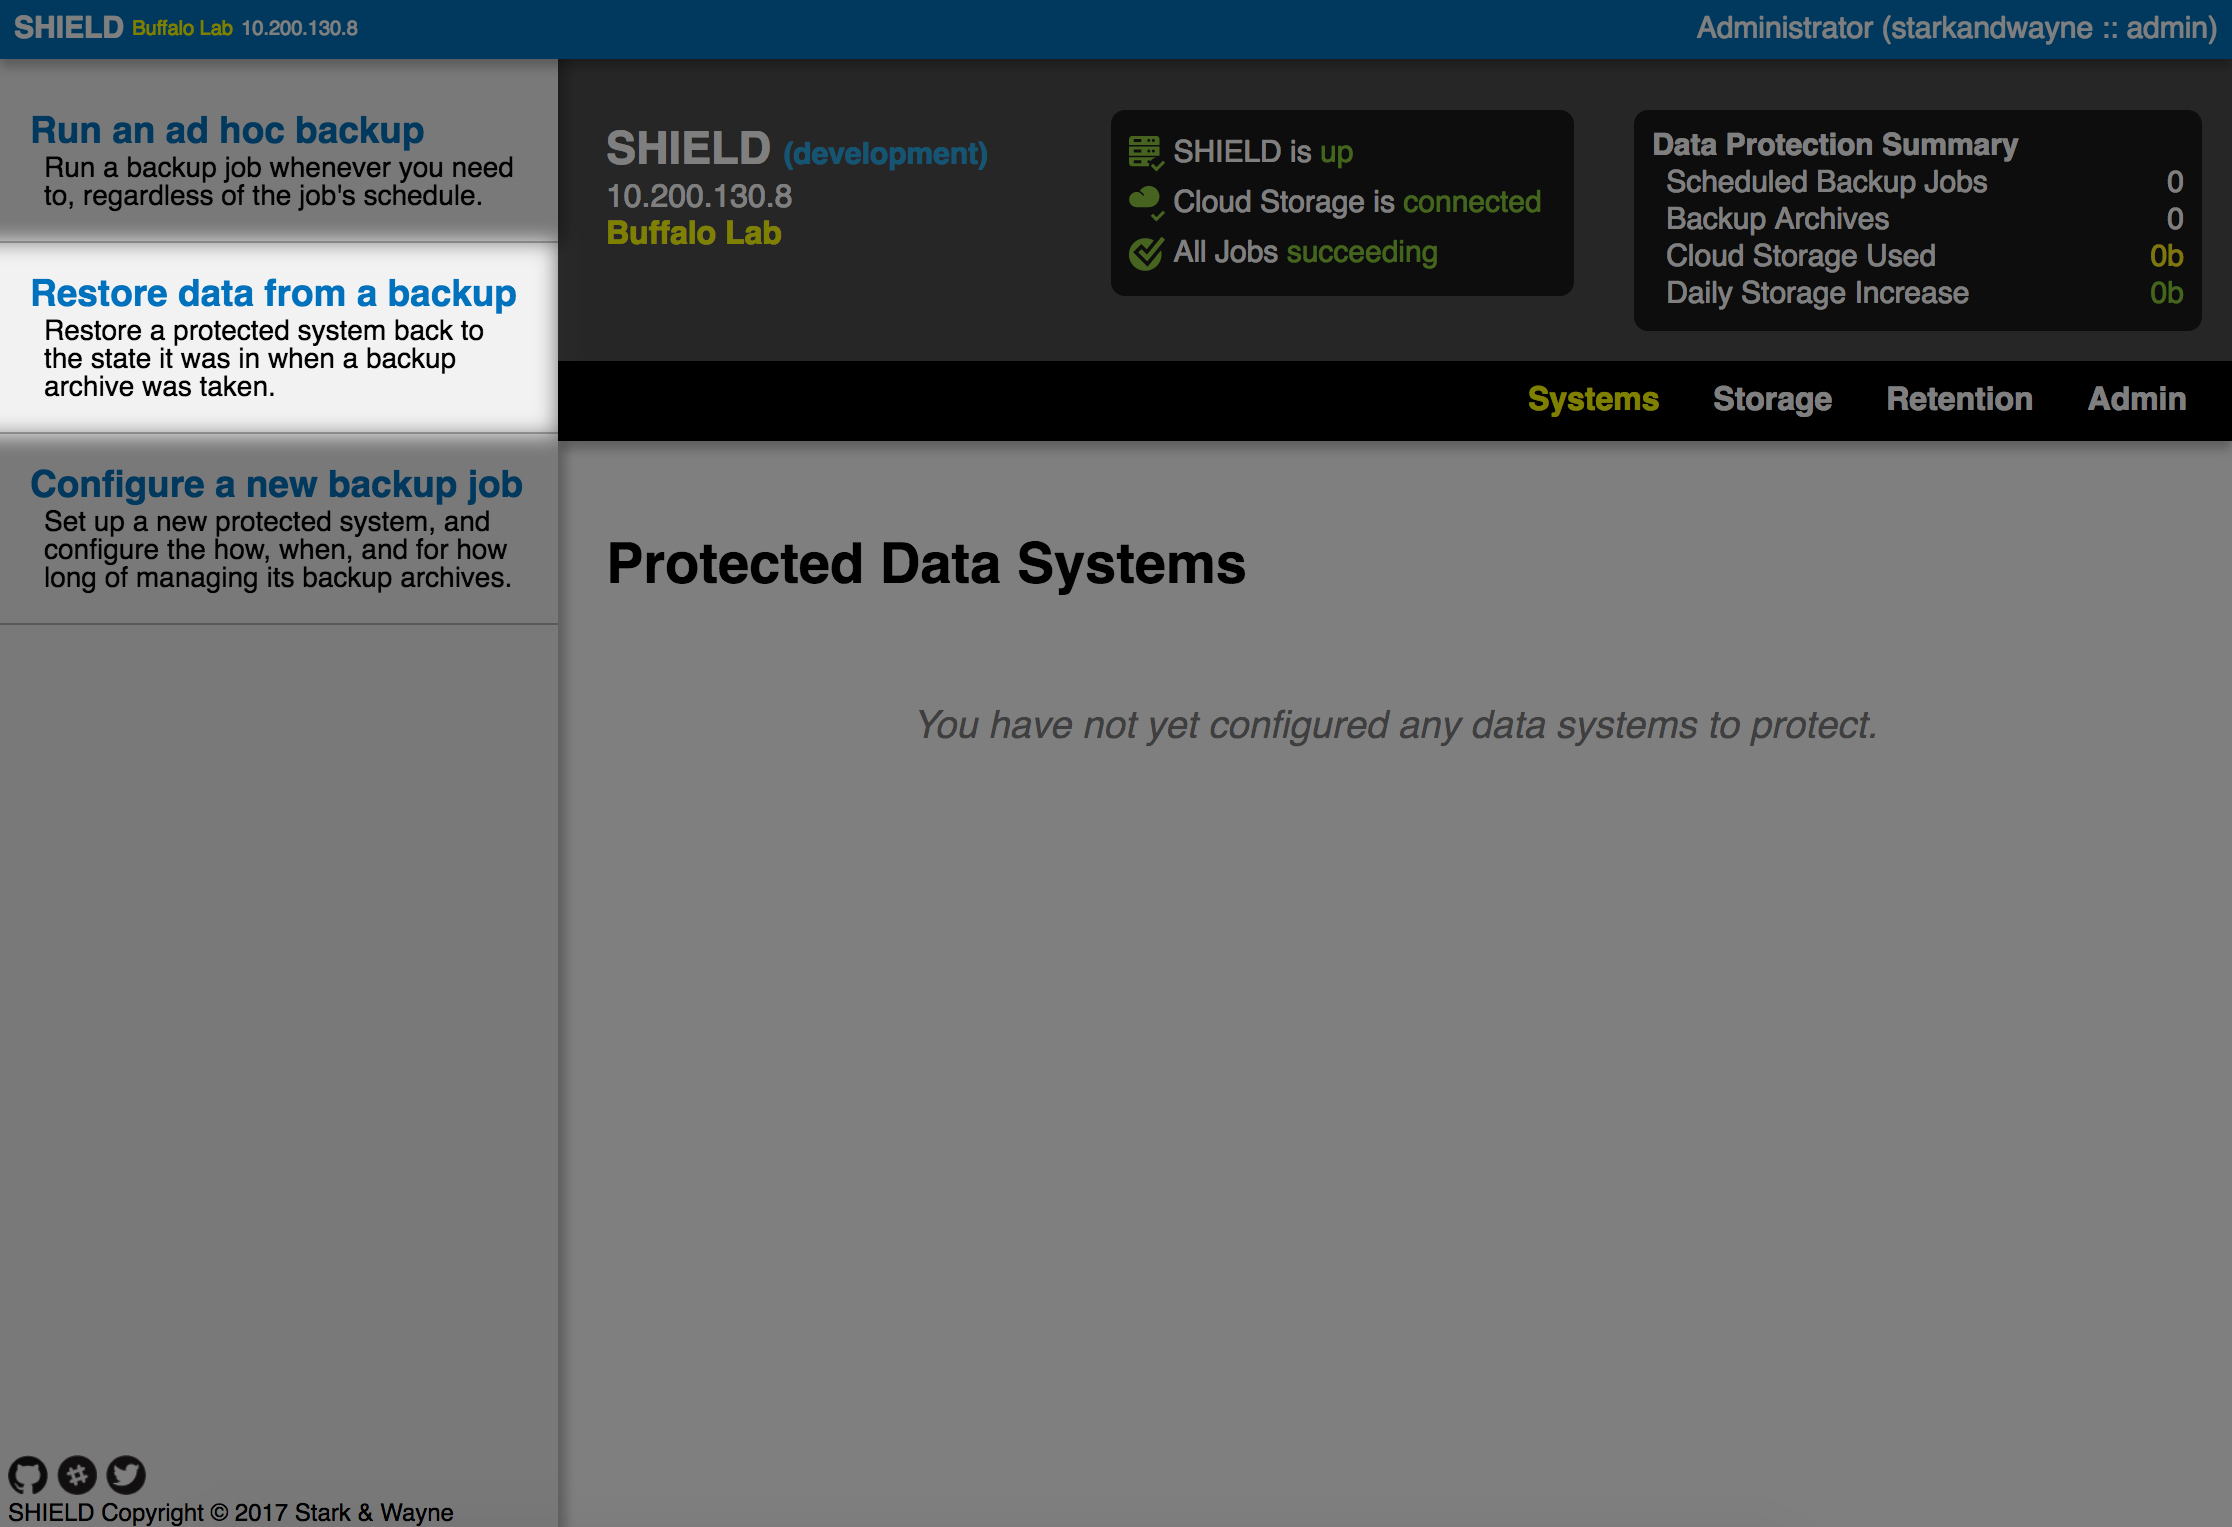 SHIELD Buffalo Lab 10.200.130.8
Administrator (starkandwayne :: admin)
Run an ad hoc backup
Run a backup job whenever you need
to, regardless of the job's schedule.
Restore data from a backup
Restore a protected system back to
the state it was in when a backup
archive was taken.
Configure a new backup job
Set up a new protected system, and
configure the how, when, and for how
long of managing its backup archives.
SHIELD (development)
10.200.130.8
Buffalo Lab
SHIELD is up
Cloud Storage is connected
All Jobs succeeding
Data Protection Summary
Scheduled Backup Jobs 0
Backup Archives 0
Cloud Storage Used 0b
Daily Storage Increase 0b
Systems Storage Retention Admin
Protected Data Systems
You have not yet configured any data systems to protect.
SHIELD Copyright © 2017 Stark & Wayne